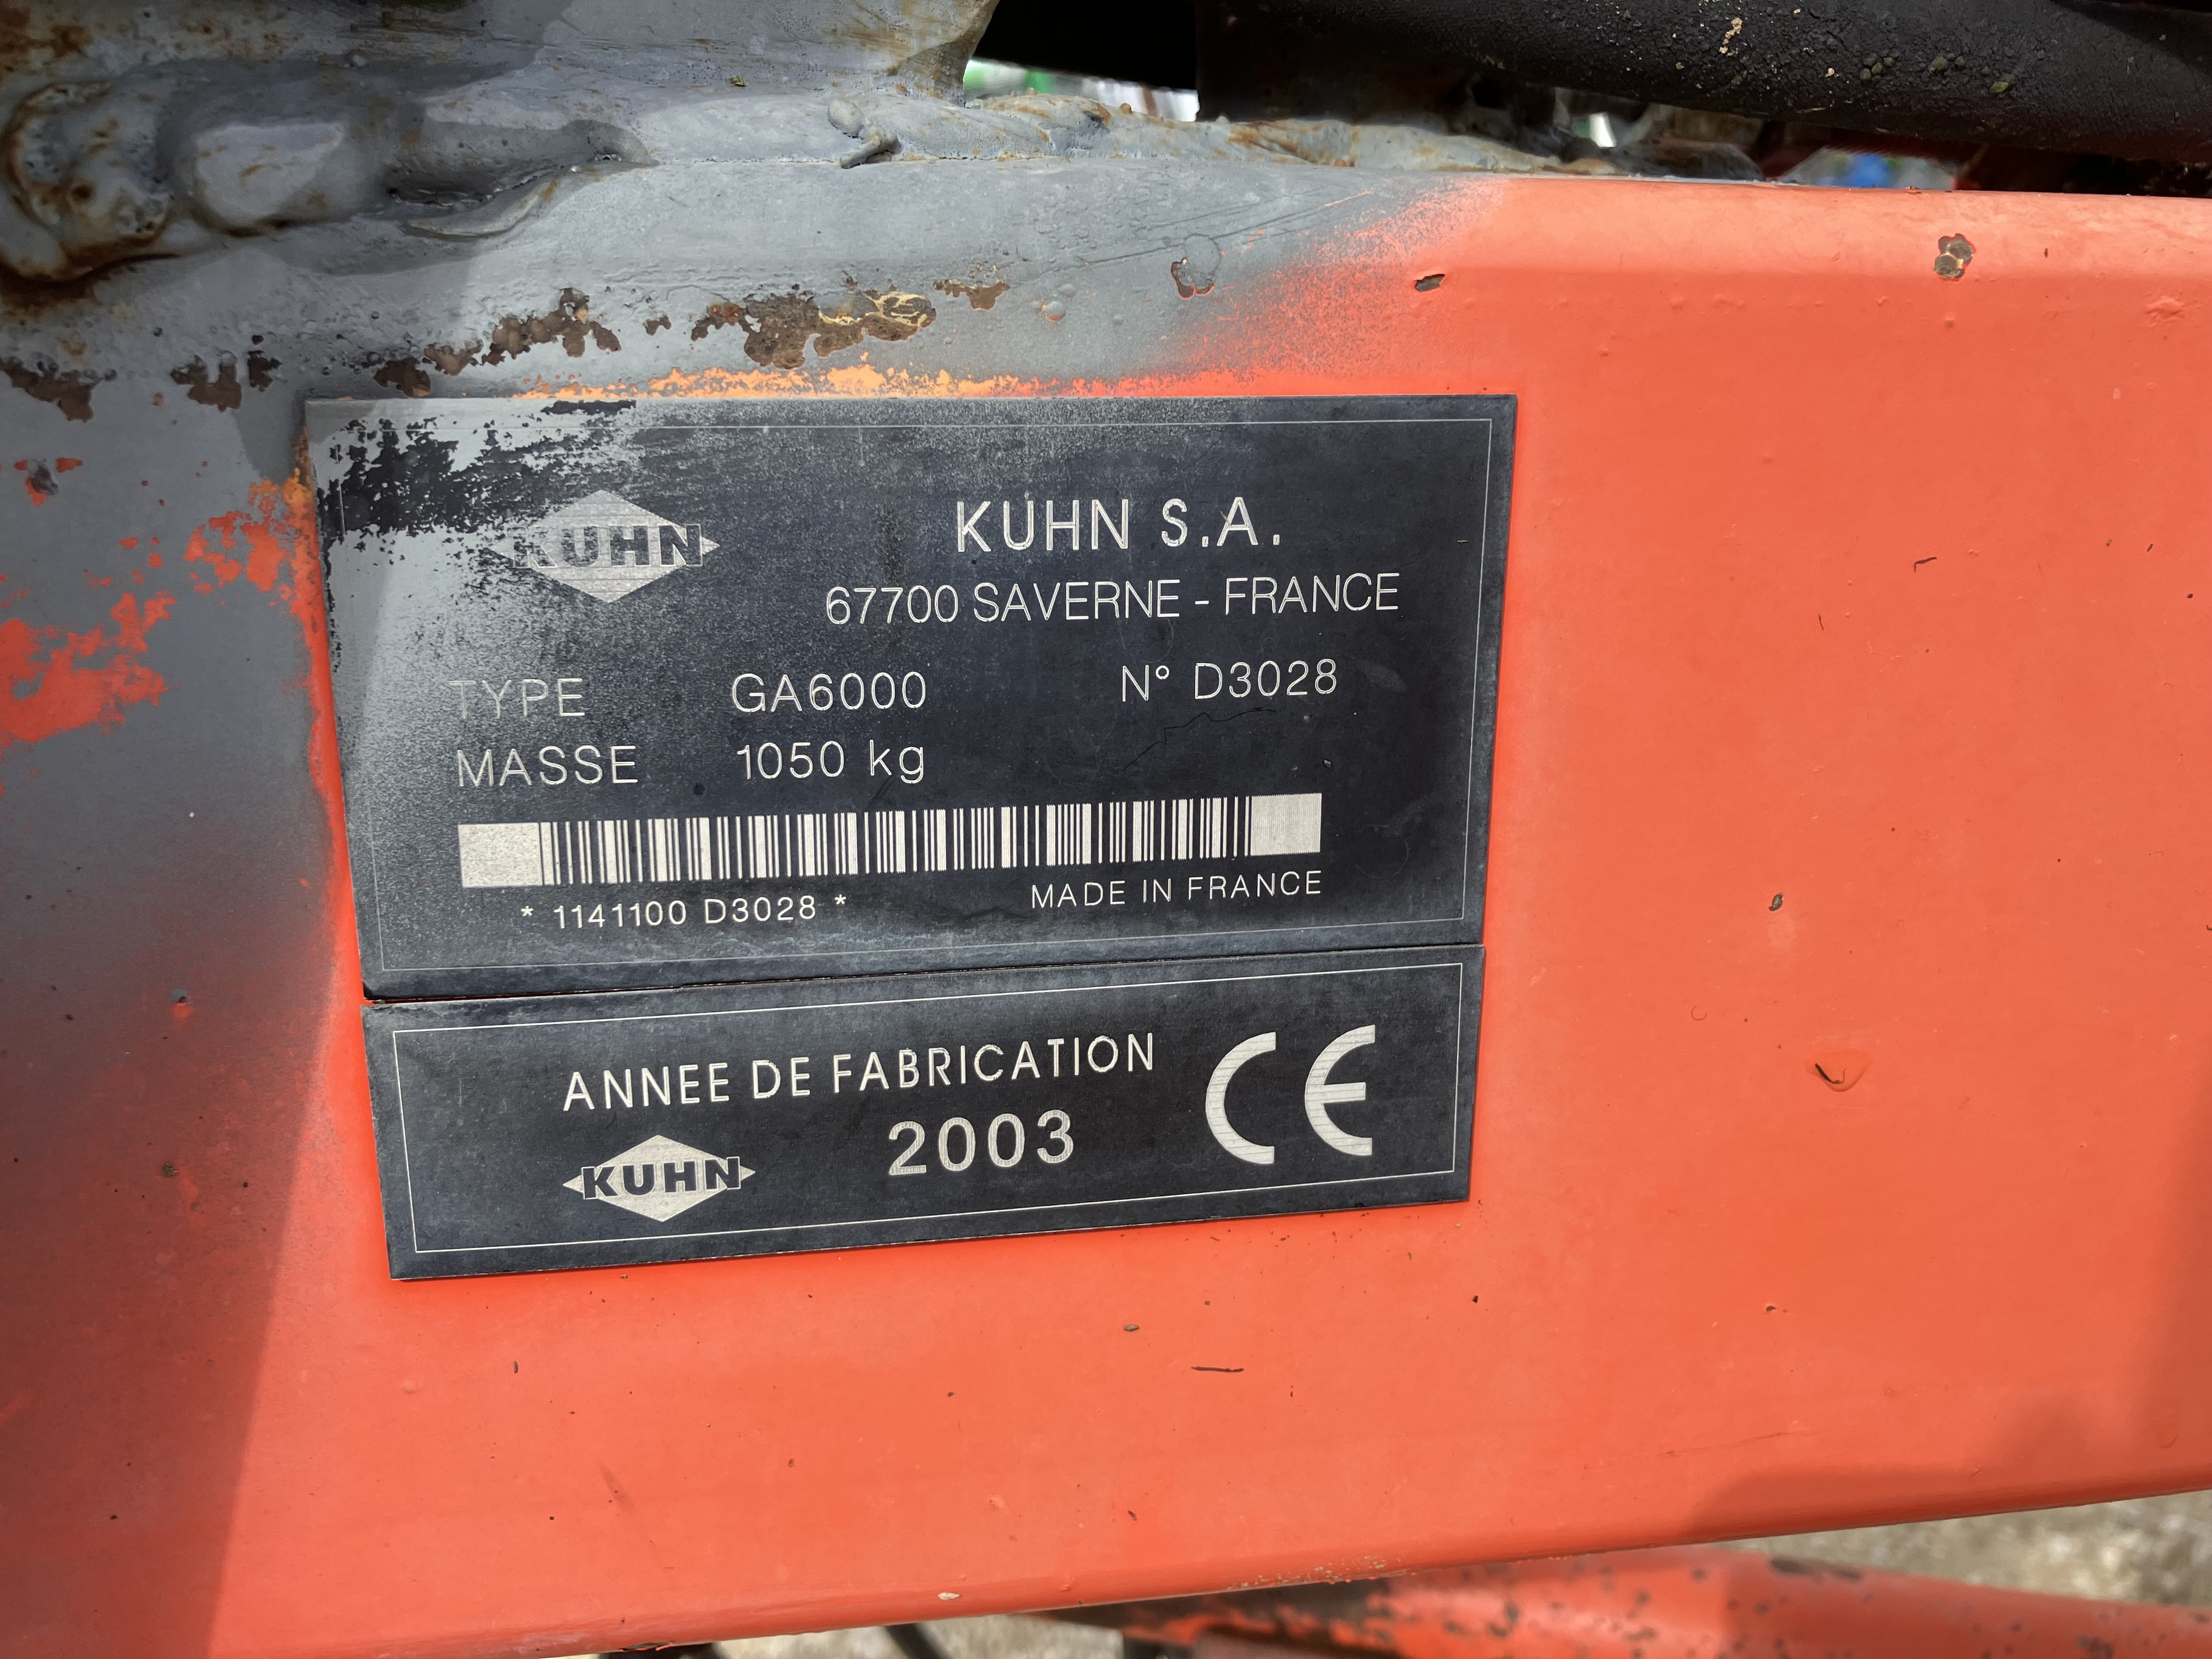 KUHN
KUHN S.A.
67700 SAVERNE - FRANCE
TYPE GA6000 N° D3028
MASSE 1050 kg
* 1141100 D3028 *
MADE IN FRANCE
ANNEE DE FABRICATION
2003
CE
KUHN